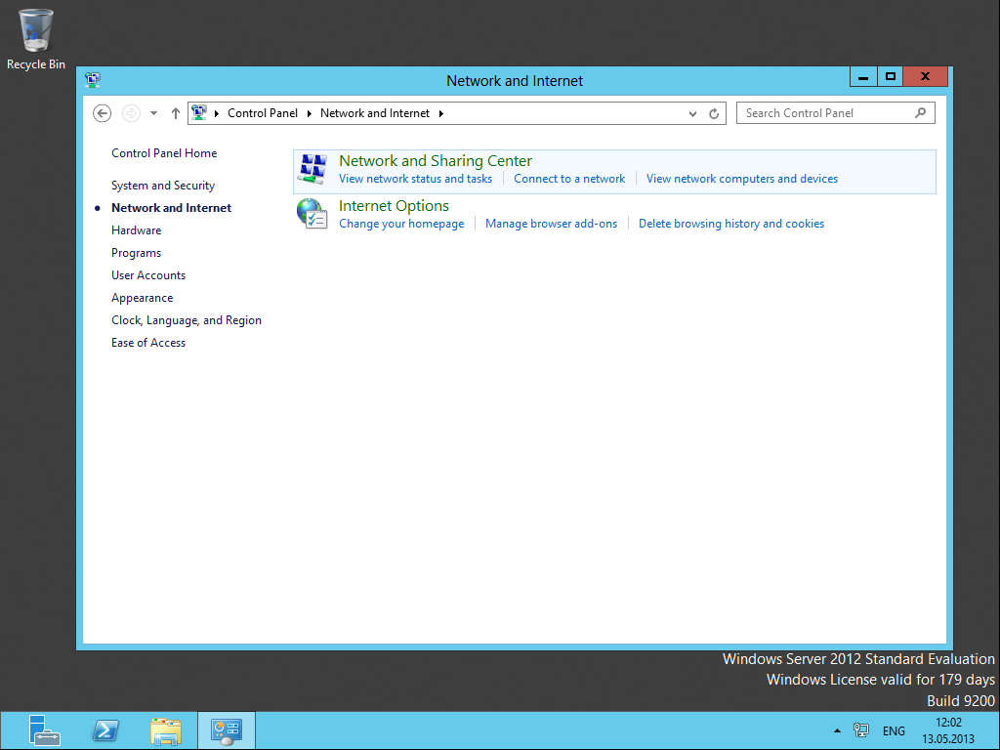 Recycle Bin
Network and Internet
Control Panel Network and Internet
Search Control Panel
Control Panel Home
System and Security
Network and Internet
Hardware
Programs
User Accounts
Appearance
Clock, Language, and Region
Ease of Access
Network and Sharing Center
View network status and tasks Connect to a network View network computers and devices
Internet Options
Change your homepage Manage browser add-ons Delete browsing history and cookies
Windows Server 2012 Standard Evaluation
Windows License valid for 179 days
Build 9200
ENG
12:02
13.05.2013